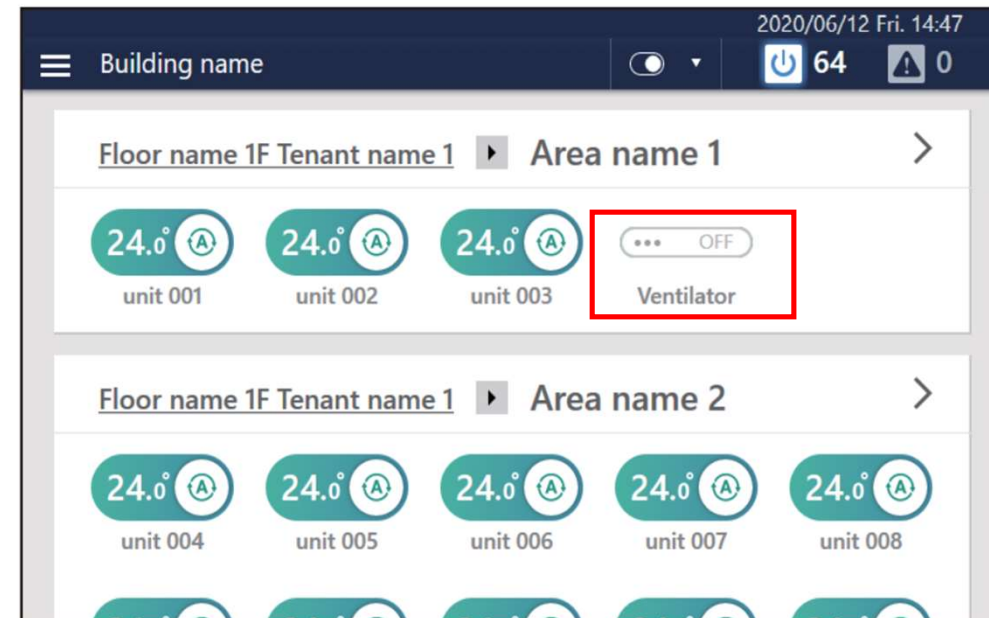 2020/06/12 Fri. 14:47
Building name
64
0
Floor name 1F Tenant name 1 Area name 1
24.0° A 24.0° A 24.0° A ••• OFF
unit 001 unit 002 unit 003 Ventilator
Floor name 1F Tenant name 1 Area name 2
24.0° A 24.0° A 24.0° A 24.0° A 24.0° A
unit 004 unit 005 unit 006 unit 007 unit 008